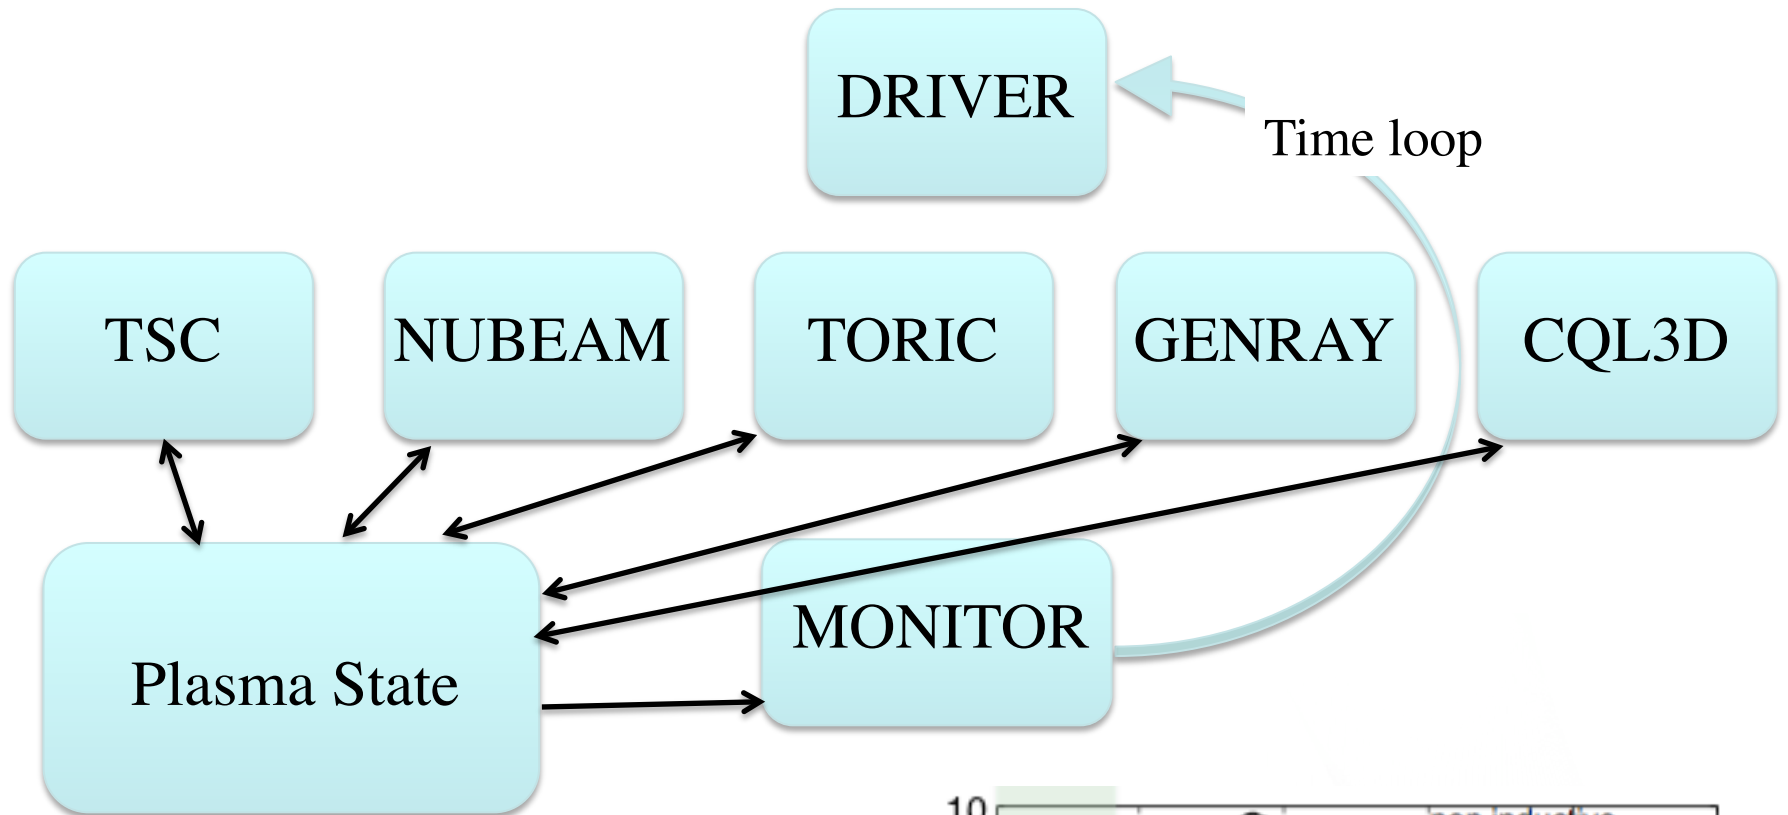 DRIVER
Time loop
TSC
NUBEAM
TORIC
GENRAY
CQL3D
MONITOR
Plasma State
10